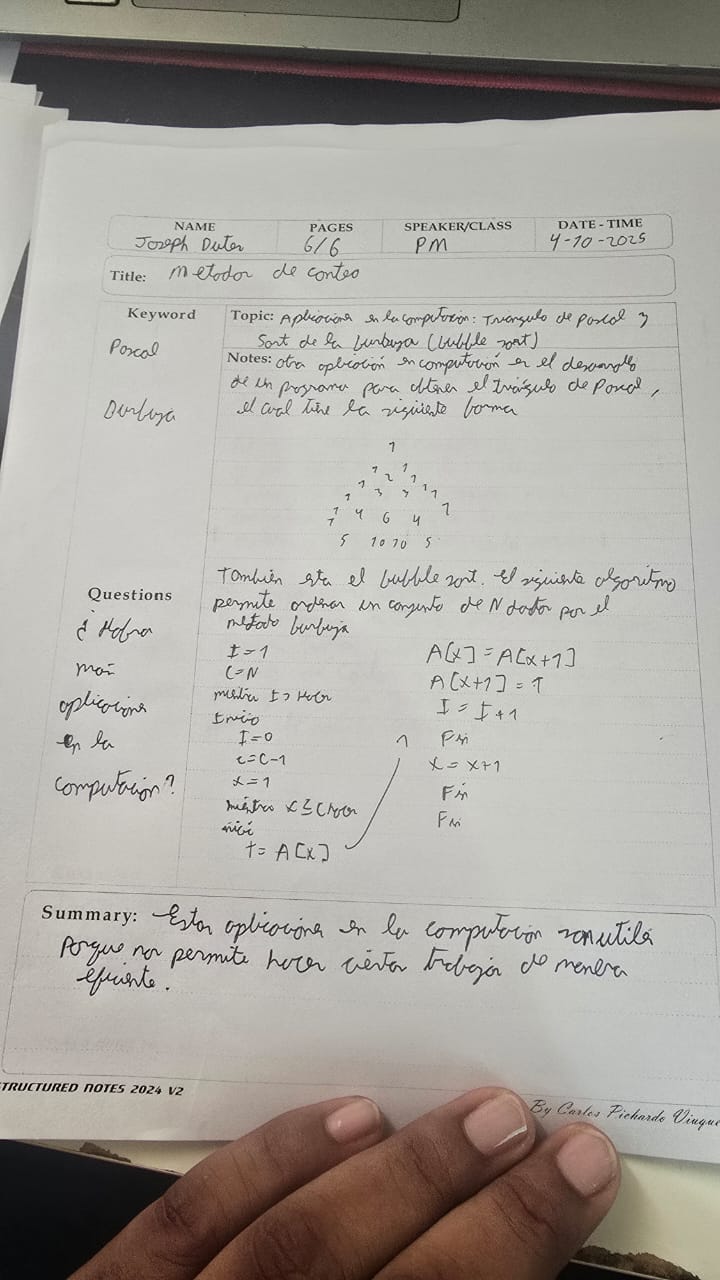 NAME PAGES SPEAKER/CLASS DATE - TIME
Joseph 6/6 PM 4-10-2025
Title: Metodos de conteo
Keyword
Pascal
Burbuja
Topic: Aplicaciones en la computación: Triangulo de Pascal y
Sort de la burbuja (bubble sort)
Notes: Otra aplicación en computación es el desarrollo
de un programa para obtener el triángulo de Pascal,
el cual tiene la siguiente forma
1
1 1
1 2 1
1 3 3 1
1 4 6 4 1
1 5 10 10 5 1
También esta el bubble sort. El siguiente algoritmo
permite ordenar un conjunto de N datos por el
método burbuja
I=1
C=N
mientra I> Hacer
Inicio
I=0
c=C-1
x=1
mientras x≤C Hacer
inici
t= A[x]
1
A[x]=A[x+1]
A[x+1]=T
I=I+1
Fin
x=x+1
Fin
Fin
Questions
¿Habra
mas
aplicaciones
en la
computacion?
Summary: Estas aplicaciones en la computación son utiles
Porque nos permite hacer ciertos trabajos de manera
eficiente.
STRUCTURED NOTES 2024 V2
By Carlos Pichardo Viuque